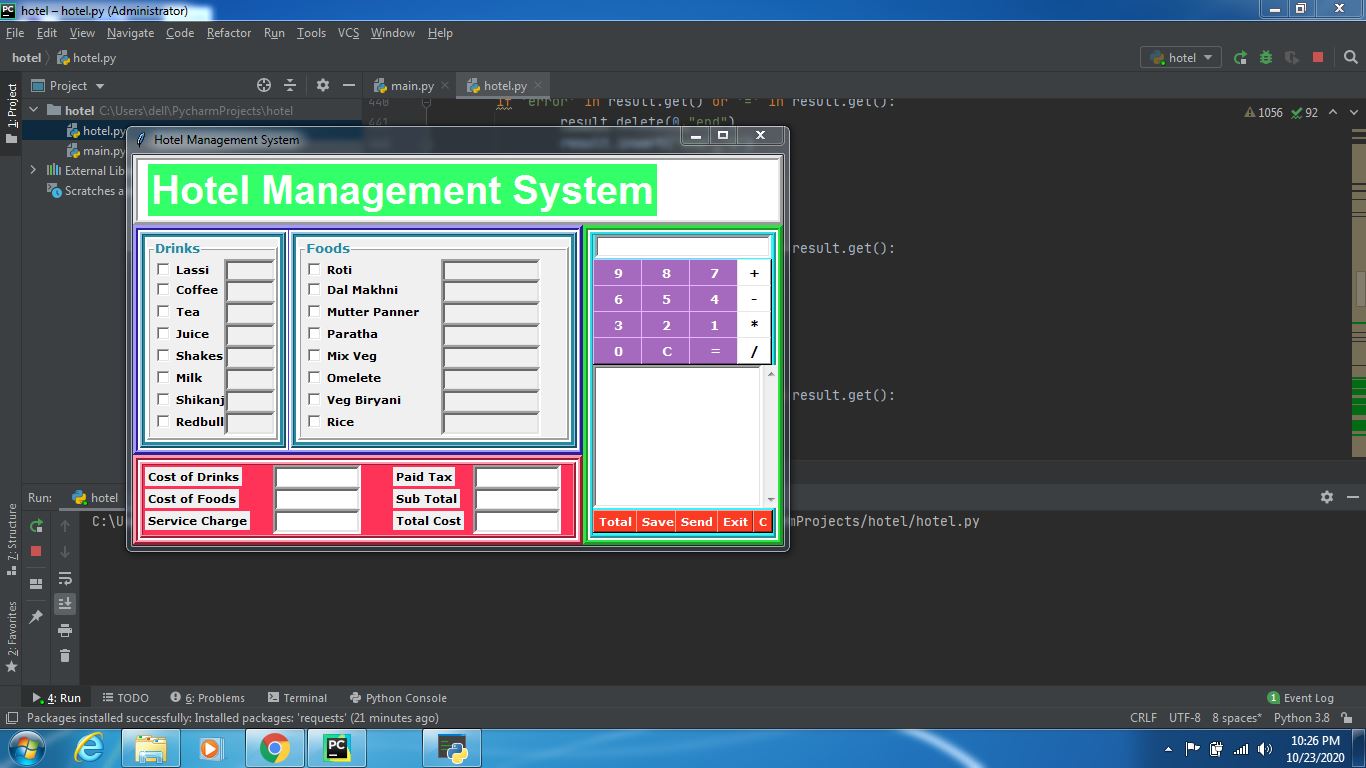 hotel – hotel.py (Administrator)
File Edit View Navigate Code Refactor Run Tools VCS Window Help
hotel hotel.py
hotel
1: Project
Project
main.py
hotel.py
hotel C:\Users\dell\PycharmProjects\hotel
hotel.py
main.py
External Lib
Scratches a
440 if 'error' in result.get() or '=' in result.get():
441 result.delete(0,"end")
1056 92
result.get():
result.get():
Hotel Management System
Hotel Management System
Drinks
Lassi
Coffee
Tea
Juice
Shakes
Milk
Shikanj
Redbull
Foods
Roti
Dal Makhni
Mutter Panner
Paratha
Mix Veg
Omelete
Veg Biryani
Rice
9 8 7 +
6 5 4 -
3 2 1 *
0 C = /
Cost of Drinks
Cost of Foods
Service Charge
Paid Tax
Sub Total
Total Cost
Total Save Send Exit C
Run: hotel
C:\U
mProjects/hotel/hotel.py
7: Structure
2: Favorites
4: Run TODO 6: Problems Terminal Python Console
1 Event Log
Packages installed successfully: Installed packages: 'requests' (21 minutes ago)
CRLF UTF-8 8 spaces* Python 3.8
PC
10:26 PM
10/23/2020